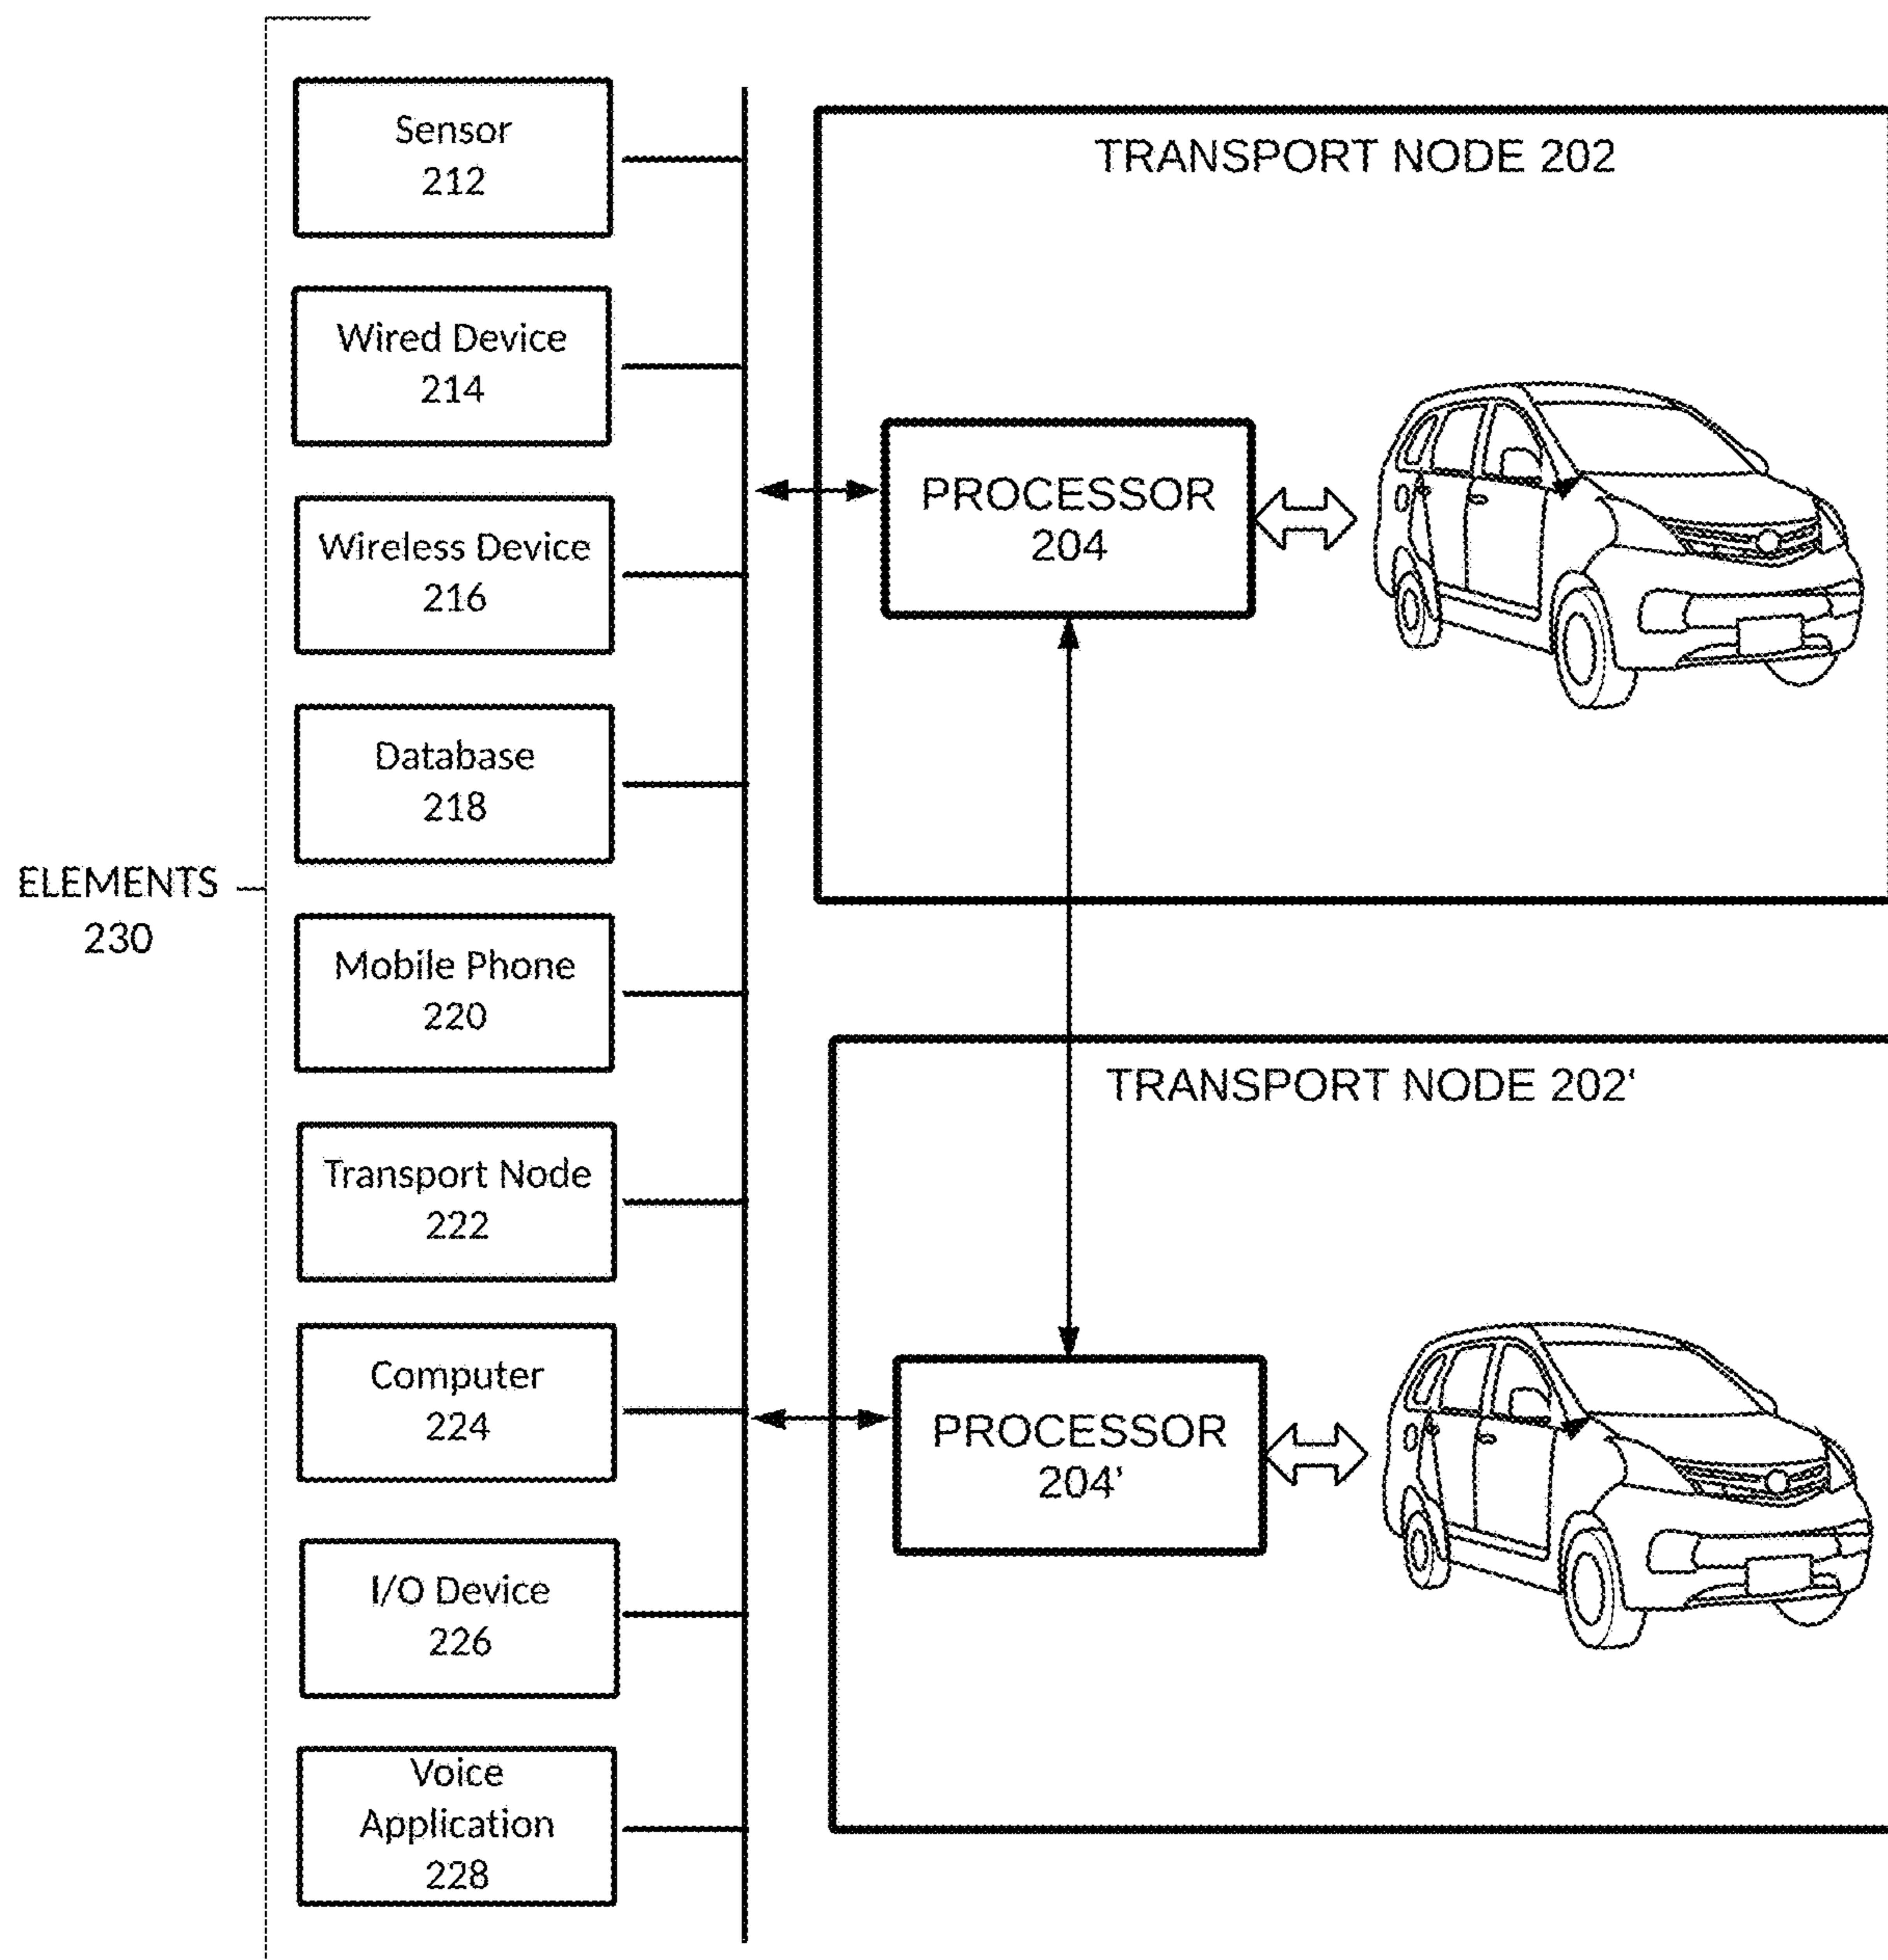 ELEMENTS
230
Sensor
212
Wired Device
214
Wireless Device
216
Database
218
Mobile Phone
220
Transport Node
222
Computer
224
I/O Device
226
Voice
Application
228
TRANSPORT NODE 202
PROCESSOR
204
TRANSPORT NODE 202‘
PROCESSOR
204’